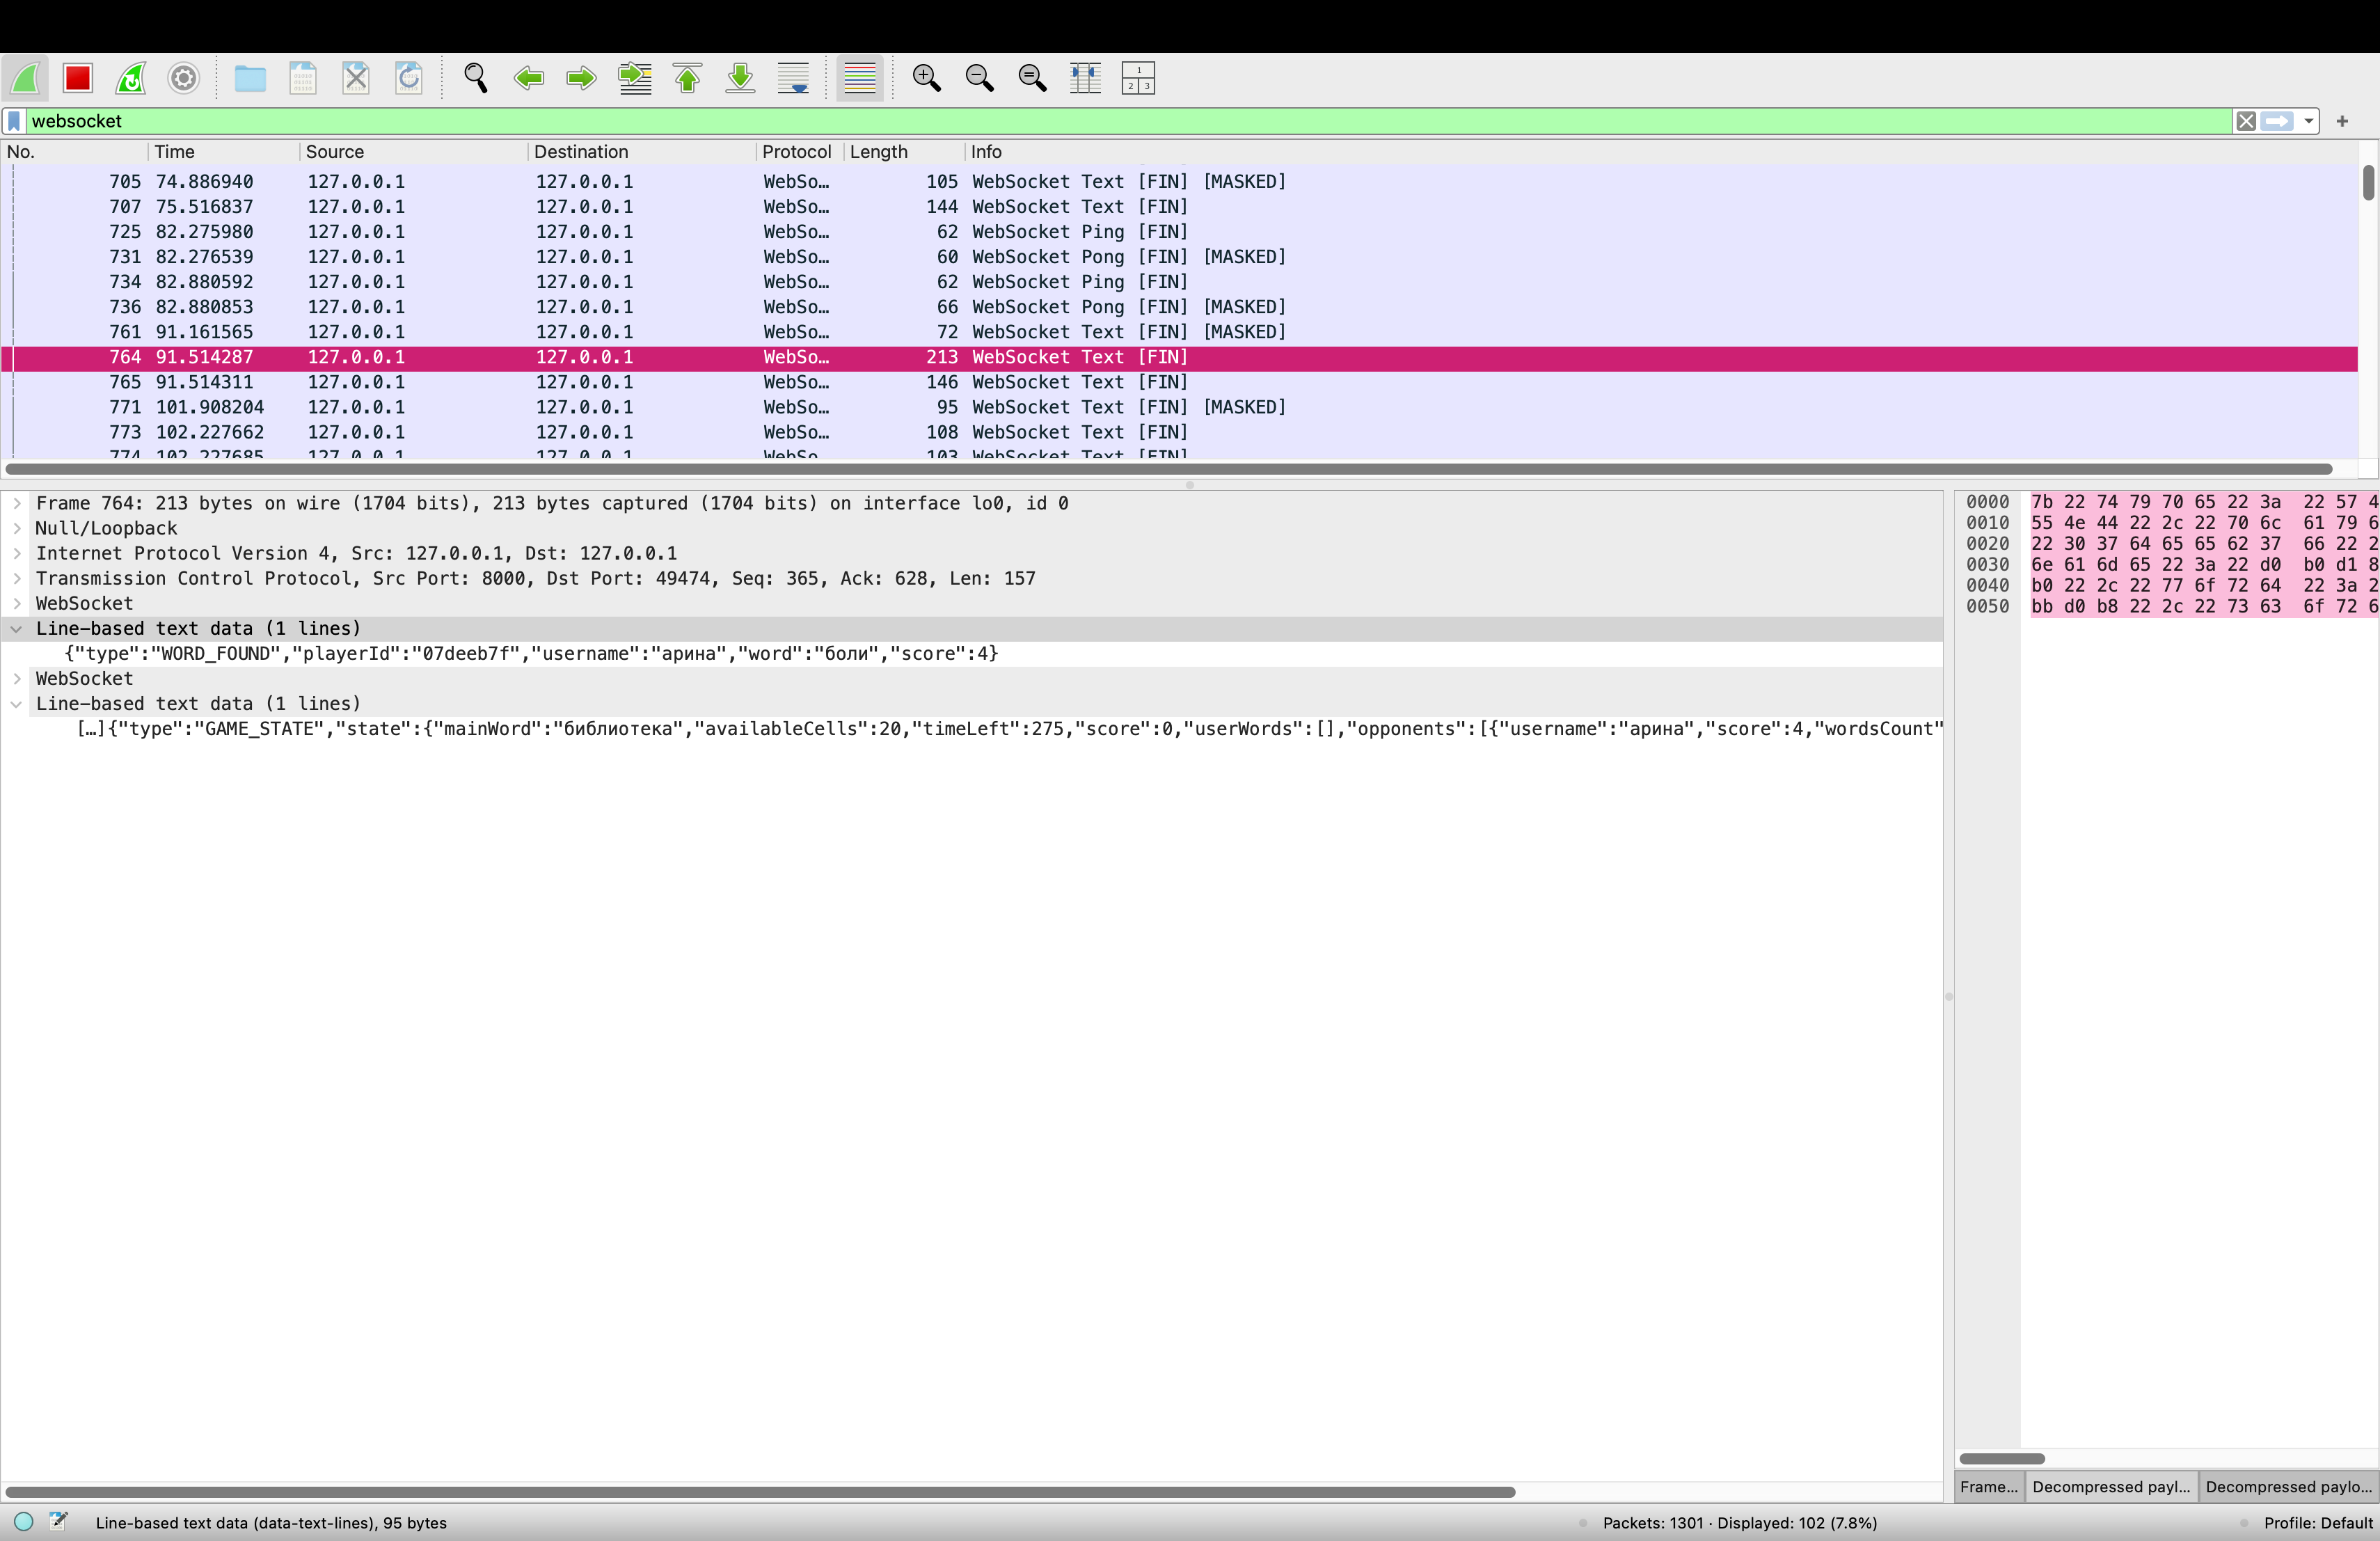 websocket
No. Time Source Destination Protocol Length Info
705 74.886940 127.0.0.1 127.0.0.1 WebSo… 105 WebSocket Text [FIN] [MASKED]
707 75.516837 127.0.0.1 127.0.0.1 WebSo… 144 WebSocket Text [FIN]
725 82.275980 127.0.0.1 127.0.0.1 WebSo… 62 WebSocket Ping [FIN]
731 82.276539 127.0.0.1 127.0.0.1 WebSo… 60 WebSocket Pong [FIN] [MASKED]
734 82.880592 127.0.0.1 127.0.0.1 WebSo… 62 WebSocket Ping [FIN]
736 82.880853 127.0.0.1 127.0.0.1 WebSo… 66 WebSocket Pong [FIN] [MASKED]
761 91.161565 127.0.0.1 127.0.0.1 WebSo… 72 WebSocket Text [FIN] [MASKED]
764 91.514287 127.0.0.1 127.0.0.1 WebSo… 213 WebSocket Text [FIN]
765 91.514311 127.0.0.1 127.0.0.1 WebSo… 146 WebSocket Text [FIN]
771 101.908204 127.0.0.1 127.0.0.1 WebSo… 95 WebSocket Text [FIN] [MASKED]
773 102.227662 127.0.0.1 127.0.0.1 WebSo… 108 WebSocket Text [FIN]
774 102.227685 127.0.0.1 127.0.0.1 WebSo… 103 WebSocket Text [FIN]
Frame 764: 213 bytes on wire (1704 bits), 213 bytes captured (1704 bits) on interface lo0, id 0
Null/Loopback
Internet Protocol Version 4, Src: 127.0.0.1, Dst: 127.0.0.1
Transmission Control Protocol, Src Port: 8000, Dst Port: 49474, Seq: 365, Ack: 628, Len: 157
WebSocket
Line-based text data (1 lines)
{"type":"WORD_FOUND","playerId":"07deeb7f","username":"арина","word":"боли","score":4}
WebSocket
Line-based text data (1 lines)
[…]{"type":"GAME_STATE","state":{"mainWord":"библиотека","availableCells":20,"timeLeft":275,"score":0,"userWords":[],"opponents":[{"username":"арина","score":4,"wordsCount"
0000 7b 22 74 79 70 65 22 3a 22 57 4
0010 55 4e 44 22 2c 22 70 6c 61 79 6
0020 22 30 37 64 65 65 62 37 66 22 2
0030 6e 61 6d 65 22 3a 22 d0 b0 d1 8
0040 b0 22 2c 22 77 6f 72 64 22 3a 2
0050 bb d0 b8 22 2c 22 73 63 6f 72 6
Frame… Decompressed payl… Decompressed paylo…
Line-based text data (data-text-lines), 95 bytes
Packets: 1301 · Displayed: 102 (7.8%)
Profile: Default